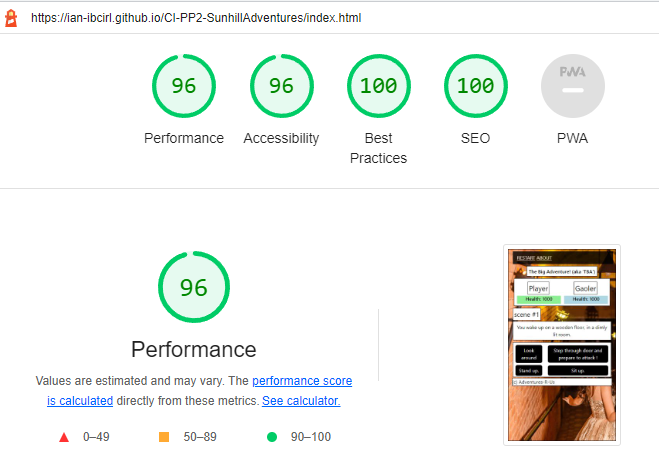 https://ian-ibcirl.github.io/CI-PP2-SunhillAdventures/index.html
96 96 100 100 PWA
Performance Accessibility Best Practices SEO PWA
96
Performance
Values are estimated and may vary. The performance score
is calculated directly from these metrics. See calculator.
0–49 50–89 90–100
RESTART ABOUT
The Big Adventure! (aka 'TBA')
Player Gaoler
Health: 1000 Health: 1000
scene #1
You wake up on a wooden floor, in a dimly
lit room.
Look around Step through door and prepare to attack !
Stand up. Sit up.
(c) Adventures R Us